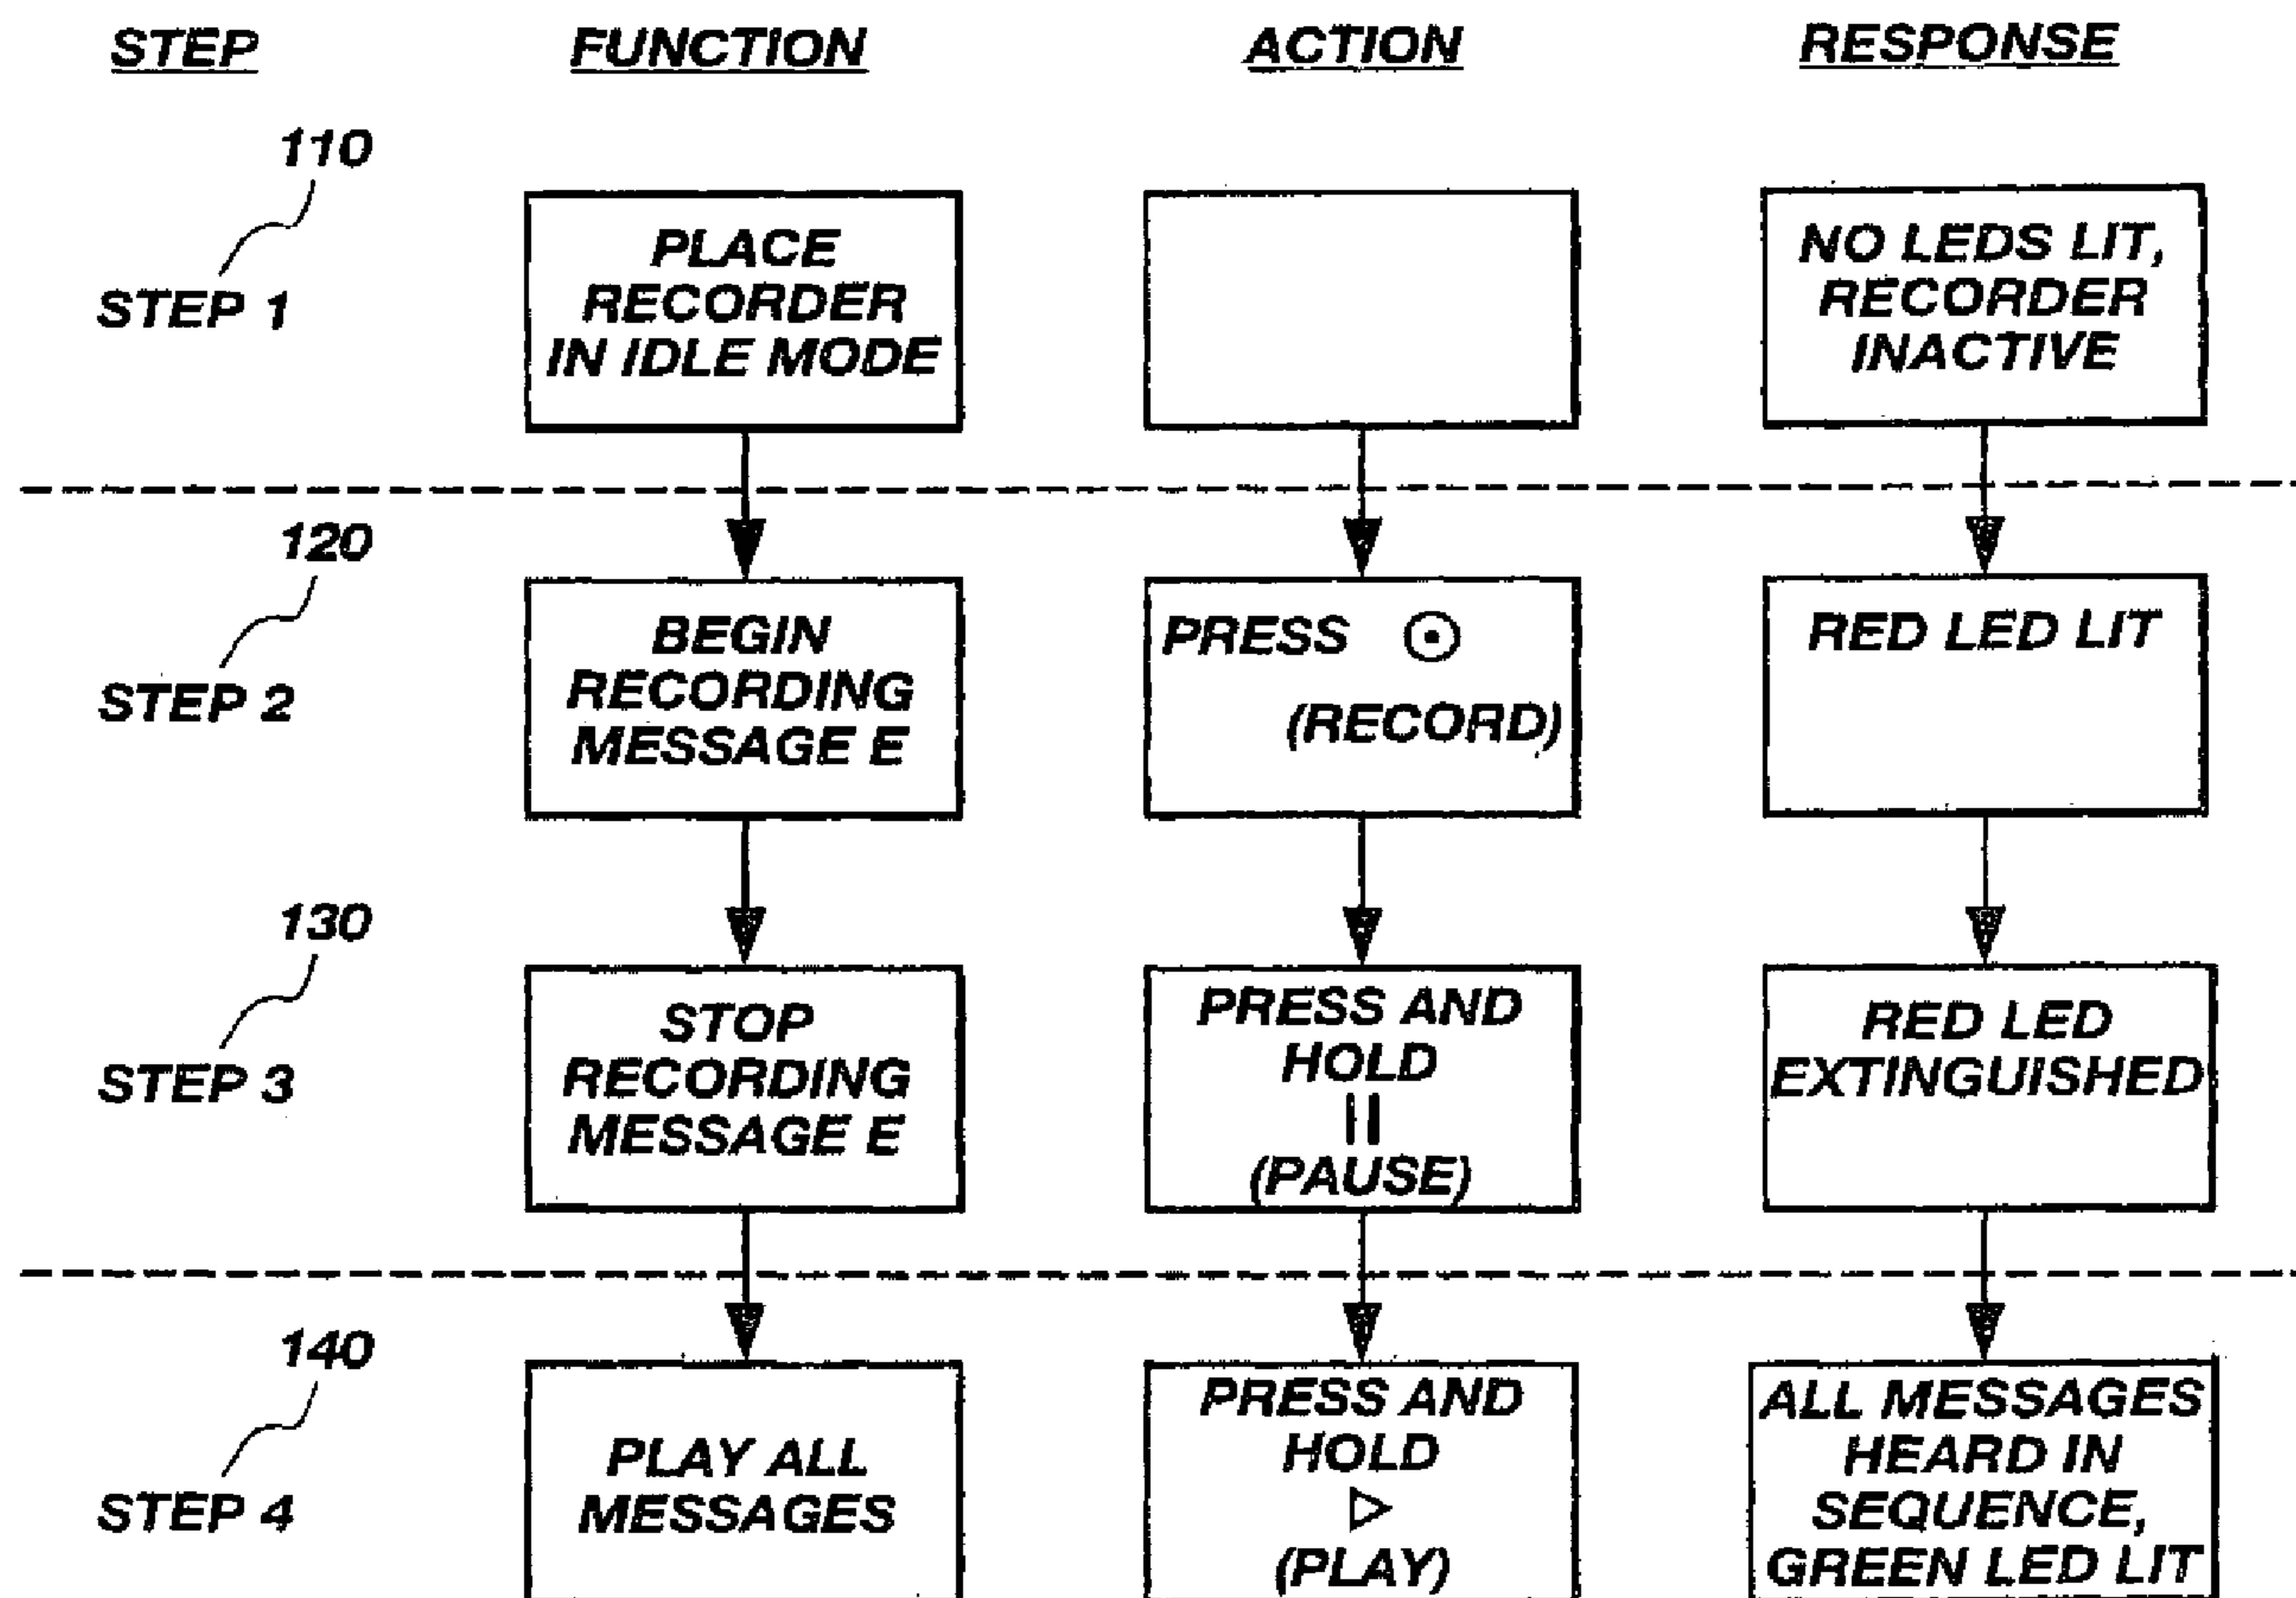 STEP FUNCTION ACTION RESPONSE
110
STEP 1
PLACE
RECORDER
IN IDLE MODE
NO LEDS LIT,
RECORDER
INACTIVE
120
STEP 2
BEGIN
RECORDING
MESSAGE E
PRESS
(RECORD)
RED LED LIT
130
STEP 3
STOP
RECORDING
MESSAGE E
PRESS AND
HOLD
(PAUSE)
RED LED
EXTINGUISHED
140
STEP 4
PLAY ALL
MESSAGES
PRESS AND
HOLD
(PLAY)
ALL MESSAGES
HEARD IN
SEQUENCE,
GREEN LED LIT